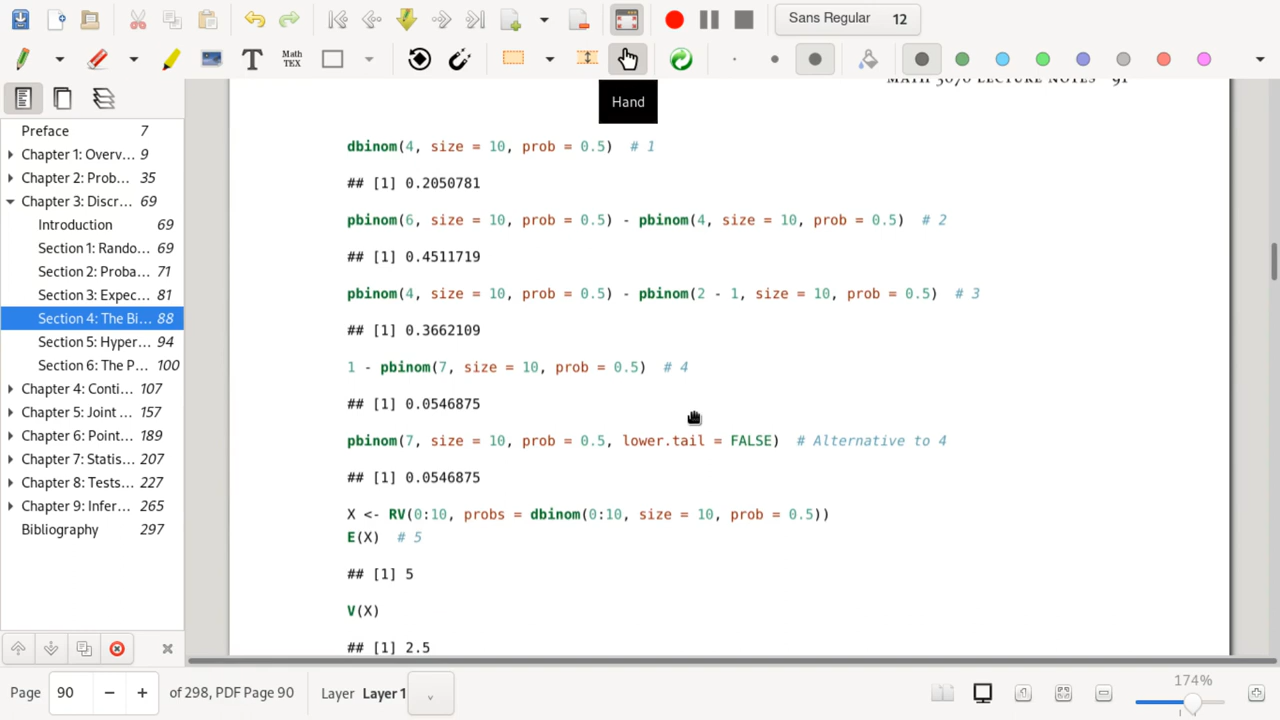 Sans Regular 12
Math
TEX
Hand
MATH 3070 LECTURE NOTES 91
Preface 7
Chapter 1: Overv... 9
Chapter 2: Prob... 35
Chapter 3: Discr... 69
Introduction 69
Section 1: Rando... 69
Section 2: Proba... 71
Section 3: Expec... 81
Section 4: The Bi... 88
Section 5: Hyper... 94
Section 6: The P... 100
Chapter 4: Conti... 107
Chapter 5: Joint ... 157
Chapter 6: Point... 189
Chapter 7: Statis... 207
Chapter 8: Tests... 227
Chapter 9: Infer... 265
Bibliography 297
dbinom(4, size = 10, prob = 0.5) # 1
## [1] 0.2050781
pbinom(6, size = 10, prob = 0.5) - pbinom(4, size = 10, prob = 0.5) # 2
## [1] 0.4511719
pbinom(4, size = 10, prob = 0.5) - pbinom(2 - 1, size = 10, prob = 0.5) # 3
## [1] 0.3662109
1 - pbinom(7, size = 10, prob = 0.5) # 4
## [1] 0.0546875
pbinom(7, size = 10, prob = 0.5, lower.tail = FALSE) # Alternative to 4
## [1] 0.0546875
X <- RV(0:10, probs = dbinom(0:10, size = 10, prob = 0.5))
E(X) # 5
## [1] 5
V(X)
## [1] 2.5
Page 90 of 298, PDF Page 90 Layer Layer 1 174%